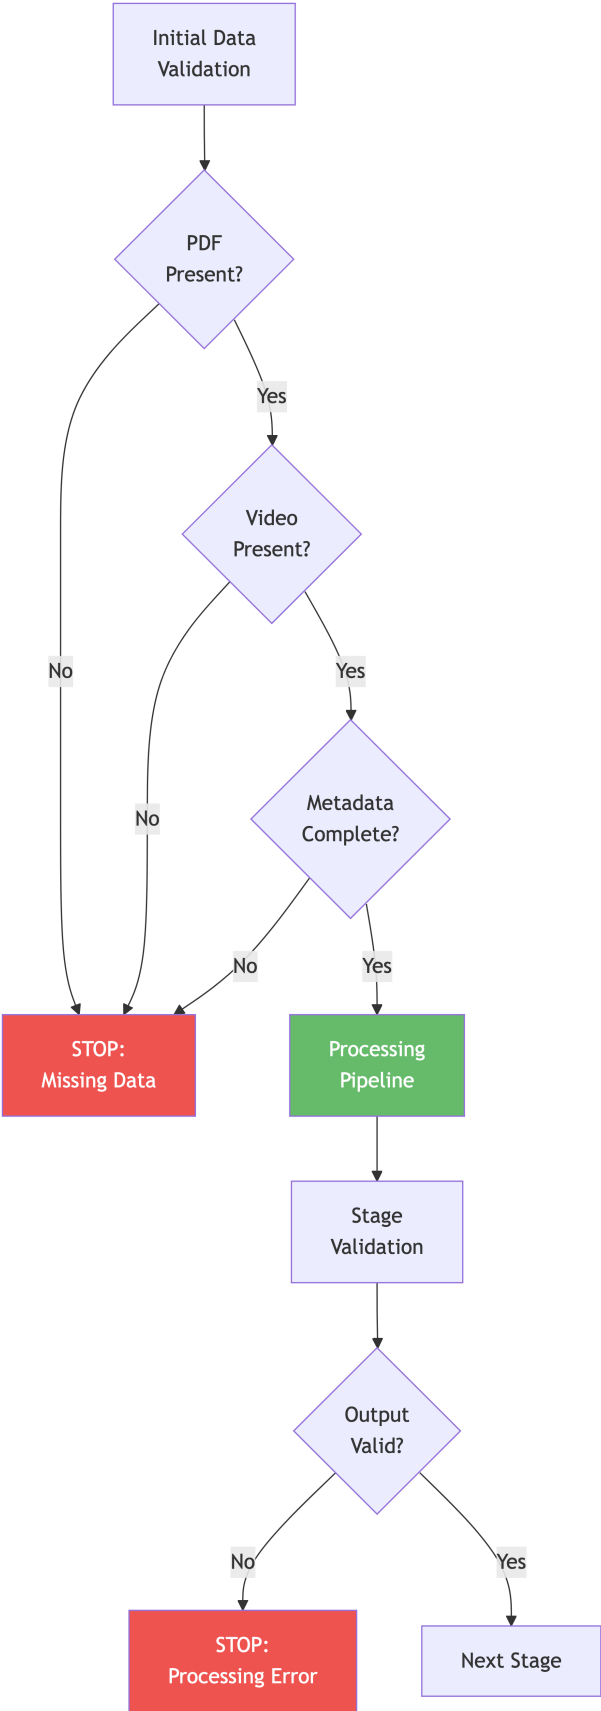 Initial Data
Validation
PDF
Present?
Yes
Video
Present?
No
Yes
No
Metadata
Complete?
No
Yes
STOP:
Missing Data
Processing
Pipeline
Stage
Validation
Output
Valid?
No
Yes
STOP:
Processing Error
Next Stage